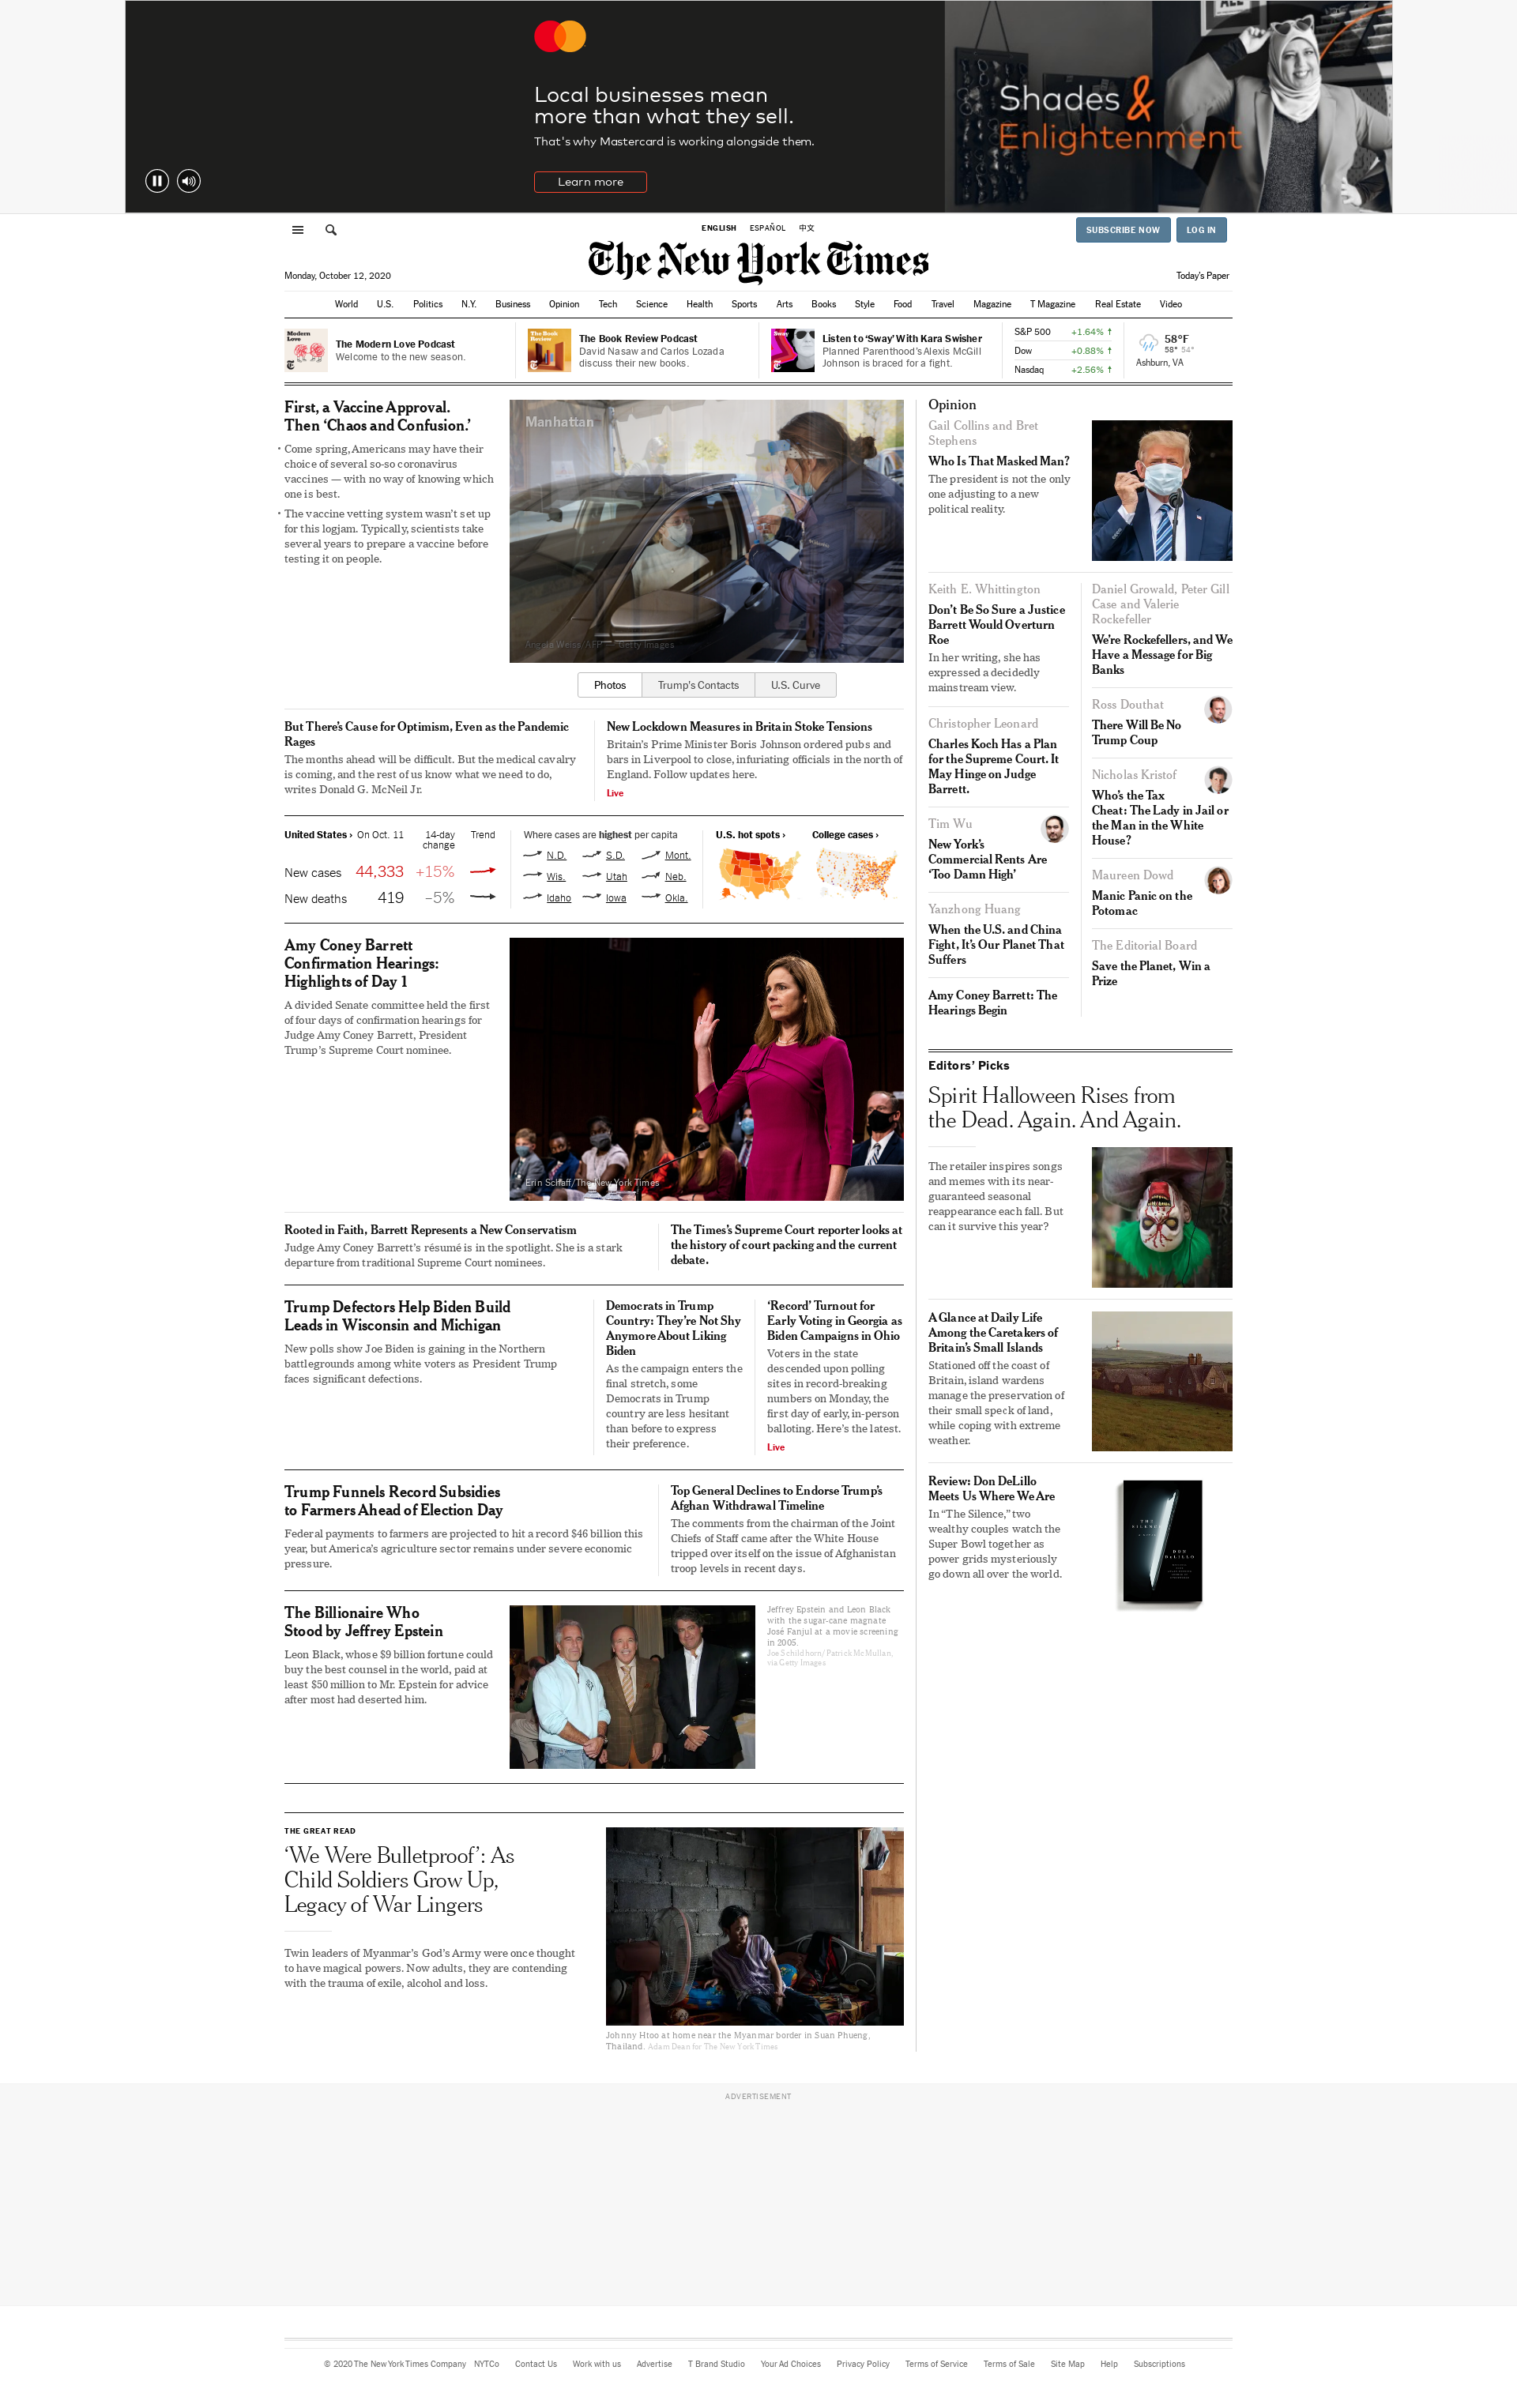 Local businesses mean
more than what they sell.
That's why Mastercard is working alongside them.
Learn more
Shades &
Enlightenment
ENGLISH ESPAÑOL 中文
SUBSCRIBE NOW LOG IN
The New York Times
Monday, October 12, 2020
Today's Paper
World U.S. Politics N.Y. Business Opinion Tech Science Health Sports Arts Books Style Food Travel Magazine T Magazine Real Estate Video
Modern
Love
The Modern Love Podcast
Welcome to the new season.
The Book
Review
The Book Review Podcast
David Nasaw and Carlos Lozada
discuss their new books.
Sway
Listen to ‘Sway’ With Kara Swisher
Planned Parenthood’s Alexis McGill
Johnson is braced for a fight.
S&P 500 +1.64% ↑
Dow +0.88% ↑
Nasdaq +2.56% ↑
58°F
58° 54°
Ashburn, VA
First, a Vaccine Approval.
Then ‘Chaos and Confusion.’
• Come spring, Americans may have their
choice of several so-so coronavirus
vaccines — with no way of knowing which
one is best.
• The vaccine vetting system wasn’t set up
for this logjam. Typically, scientists take
several years to prepare a vaccine before
testing it on people.
Manhattan
Angela Weiss/AFP — Getty Images
Photos Trump’s Contacts U.S. Curve
But There’s Cause for Optimism, Even as the Pandemic
Rages
The months ahead will be difficult. But the medical cavalry
is coming, and the rest of us know what we need to do,
writes Donald G. McNeil Jr.
New Lockdown Measures in Britain Stoke Tensions
Britain’s Prime Minister Boris Johnson ordered pubs and
bars in Liverpool to close, infuriating officials in the north of
England. Follow updates here.
Live
United States › On Oct. 11 14-day
change Trend
New cases 44,333 +15%
New deaths 419 –5%
Where cases are highest per capita
N.D. S.D. Mont.
Wis. Utah Neb.
Idaho Iowa Okla.
U.S. hot spots › College cases ›
Amy Coney Barrett
Confirmation Hearings:
Highlights of Day 1
A divided Senate committee held the first
of four days of confirmation hearings for
Judge Amy Coney Barrett, President
Trump’s Supreme Court nominee.
Erin Schaff/The New York Times
Rooted in Faith, Barrett Represents a New Conservatism
Judge Amy Coney Barrett’s résumé is in the spotlight. She is a stark
departure from traditional Supreme Court nominees.
The Times’s Supreme Court reporter looks at
the history of court packing and the current
debate.
Trump Defectors Help Biden Build
Leads in Wisconsin and Michigan
New polls show Joe Biden is gaining in the Northern
battlegrounds among white voters as President Trump
faces significant defections.
Democrats in Trump
Country: They’re Not Shy
Anymore About Liking
Biden
As the campaign enters the
final stretch, some
Democrats in Trump
country are less hesitant
than before to express
their preference.
‘Record’ Turnout for
Early Voting in Georgia as
Biden Campaigns in Ohio
Voters in the state
descended upon polling
sites in record-breaking
numbers on Monday, the
first day of early, in-person
balloting. Here’s the latest.
Live
Trump Funnels Record Subsidies
to Farmers Ahead of Election Day
Federal payments to farmers are projected to hit a record $46 billion this
year, but America’s agriculture sector remains under severe economic
pressure.
Top General Declines to Endorse Trump’s
Afghan Withdrawal Timeline
The comments from the chairman of the Joint
Chiefs of Staff came after the White House
tripped over itself on the issue of Afghanistan
troop levels in recent days.
The Billionaire Who
Stood by Jeffrey Epstein
Leon Black, whose $9 billion fortune could
buy the best counsel in the world, paid at
least $50 million to Mr. Epstein for advice
after most had deserted him.
Jeffrey Epstein and Leon Black
with the sugar-cane magnate
José Fanjul at a movie screening
in 2005.
Joe Schildhorn/Patrick McMullan,
via Getty Images
THE GREAT READ
‘We Were Bulletproof’: As
Child Soldiers Grow Up,
Legacy of War Lingers
Twin leaders of Myanmar’s God’s Army were once thought
to have magical powers. Now adults, they are contending
with the trauma of exile, alcohol and loss.
Johnny Htoo at home near the Myanmar border in Suan Phueng,
Thailand. Adam Dean for The New York Times
Opinion
Gail Collins and Bret
Stephens
Who Is That Masked Man?
The president is not the only
one adjusting to a new
political reality.
Keith E. Whittington
Don’t Be So Sure a Justice
Barrett Would Overturn
Roe
In her writing, she has
expressed a decidedly
mainstream view.
Christopher Leonard
Charles Koch Has a Plan
for the Supreme Court. It
May Hinge on Judge
Barrett.
Tim Wu
New York’s
Commercial Rents Are
‘Too Damn High’
Yanzhong Huang
When the U.S. and China
Fight, It’s Our Planet That
Suffers
Amy Coney Barrett: The
Hearings Begin
Daniel Growald, Peter Gill
Case and Valerie
Rockefeller
We’re Rockefellers, and We
Have a Message for Big
Banks
Ross Douthat
There Will Be No
Trump Coup
Nicholas Kristof
Who’s the Tax
Cheat: The Lady in Jail or
the Man in the White
House?
Maureen Dowd
Manic Panic on the
Potomac
The Editorial Board
Save the Planet, Win a
Prize
Editors’ Picks
Spirit Halloween Rises from
the Dead. Again. And Again.
The retailer inspires songs
and memes with its near-
guaranteed seasonal
reappearance each fall. But
can it survive this year?
A Glance at Daily Life
Among the Caretakers of
Britain’s Small Islands
Stationed off the coast of
Britain, island wardens
manage the preservation of
their small speck of land,
while coping with extreme
weather.
Review: Don DeLillo
Meets Us Where We Are
In “The Silence,” two
wealthy couples watch the
Super Bowl together as
power grids mysteriously
go down all over the world.
THE
SILENCE
DON
DELILLO
ADVERTISEMENT
© 2020 The New York Times Company NYTCo Contact Us Work with us Advertise T Brand Studio Your Ad Choices Privacy Policy Terms of Service Terms of Sale Site Map Help Subscriptions